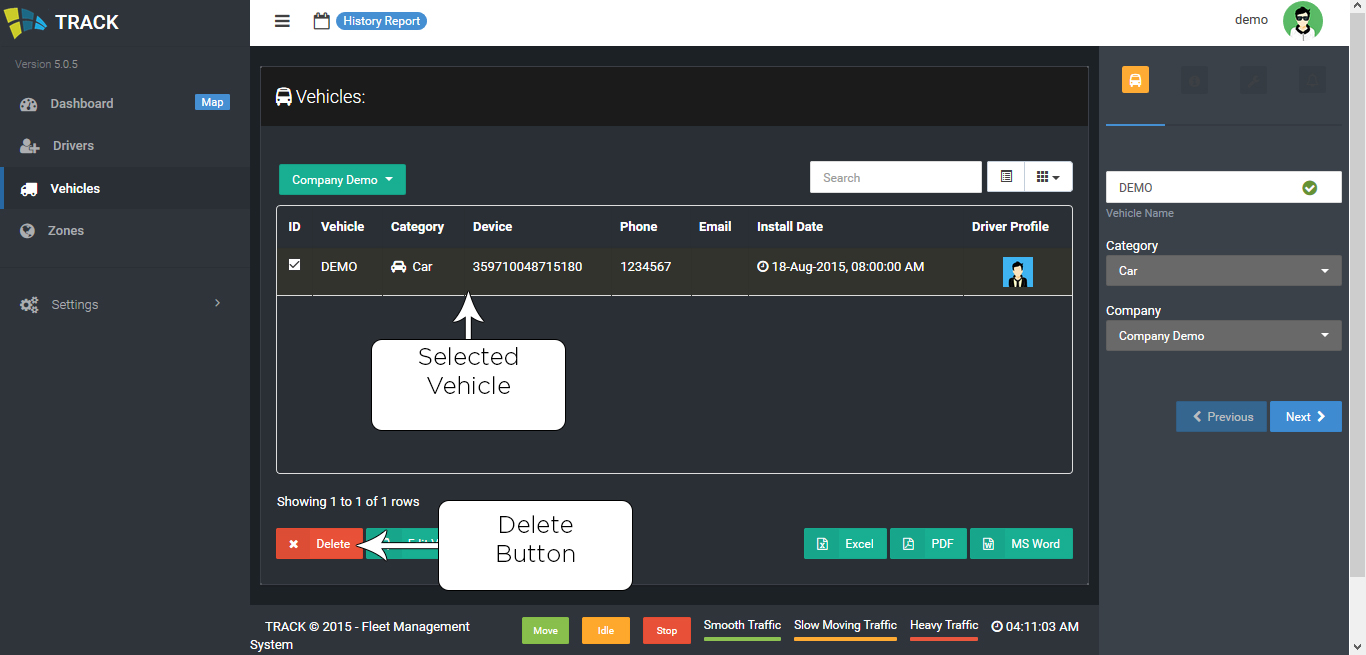 TRACK
History Report
demo
Version 5.0.5
Dashboard
Map
Drivers
Vehicles
Zones
Settings
Vehicles:
Company Demo
Search
ID Vehicle Category Device Phone Email Install Date Driver Profile
DEMO Car 359710048715180 1234567 18-Aug-2015, 08:00:00 AM
Selected
Vehicle
Showing 1 to 1 of 1 rows
Delete
Delete
Button
Excel
PDF
MS Word
DEMO
Vehicle Name
Category
Car
Company
Company Demo
Previous
Next
TRACK © 2015 - Fleet Management
System
Move
Idle
Stop
Smooth Traffic
Slow Moving Traffic
Heavy Traffic
04:11:03 AM